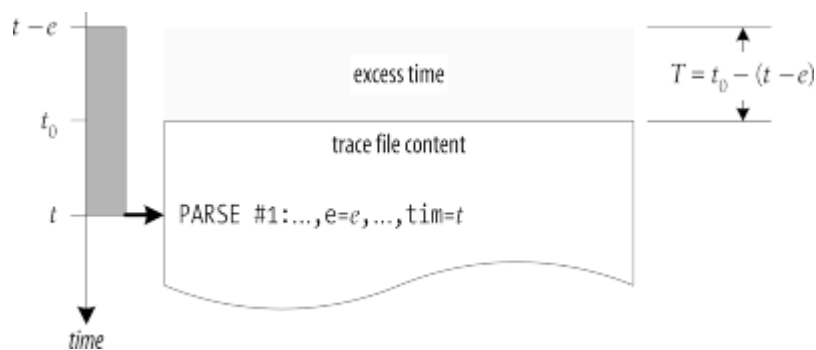 t – e
excess time
T = t₀ – (t – e)
t₀
trace file content
t
PARSE #1:...,e=e,...,tim=t
time